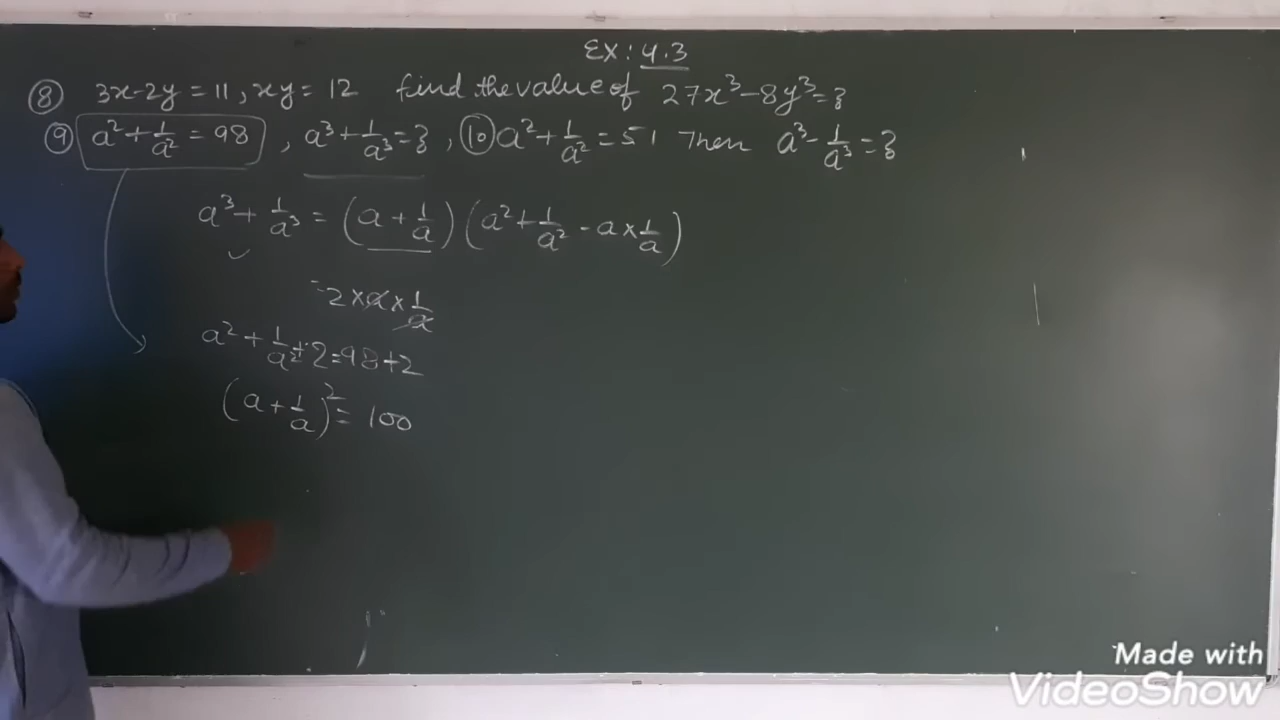 EX: 4.3
⑧ 3x-2y = 11, xy = 12 find the value of 27x³-8y³=?
⑨ a²+1/a² = 98, a³+1/a³=?, ⑩ a²+1/a²=51 Then a³-1/a³=?
a³+1/a³ = (a+1/a)(a²+1/a²-a×1/a)
-2×a×1/a
a²+1/a²+2=98+2
(a+1/a)²= 100
Made with
VideoShow